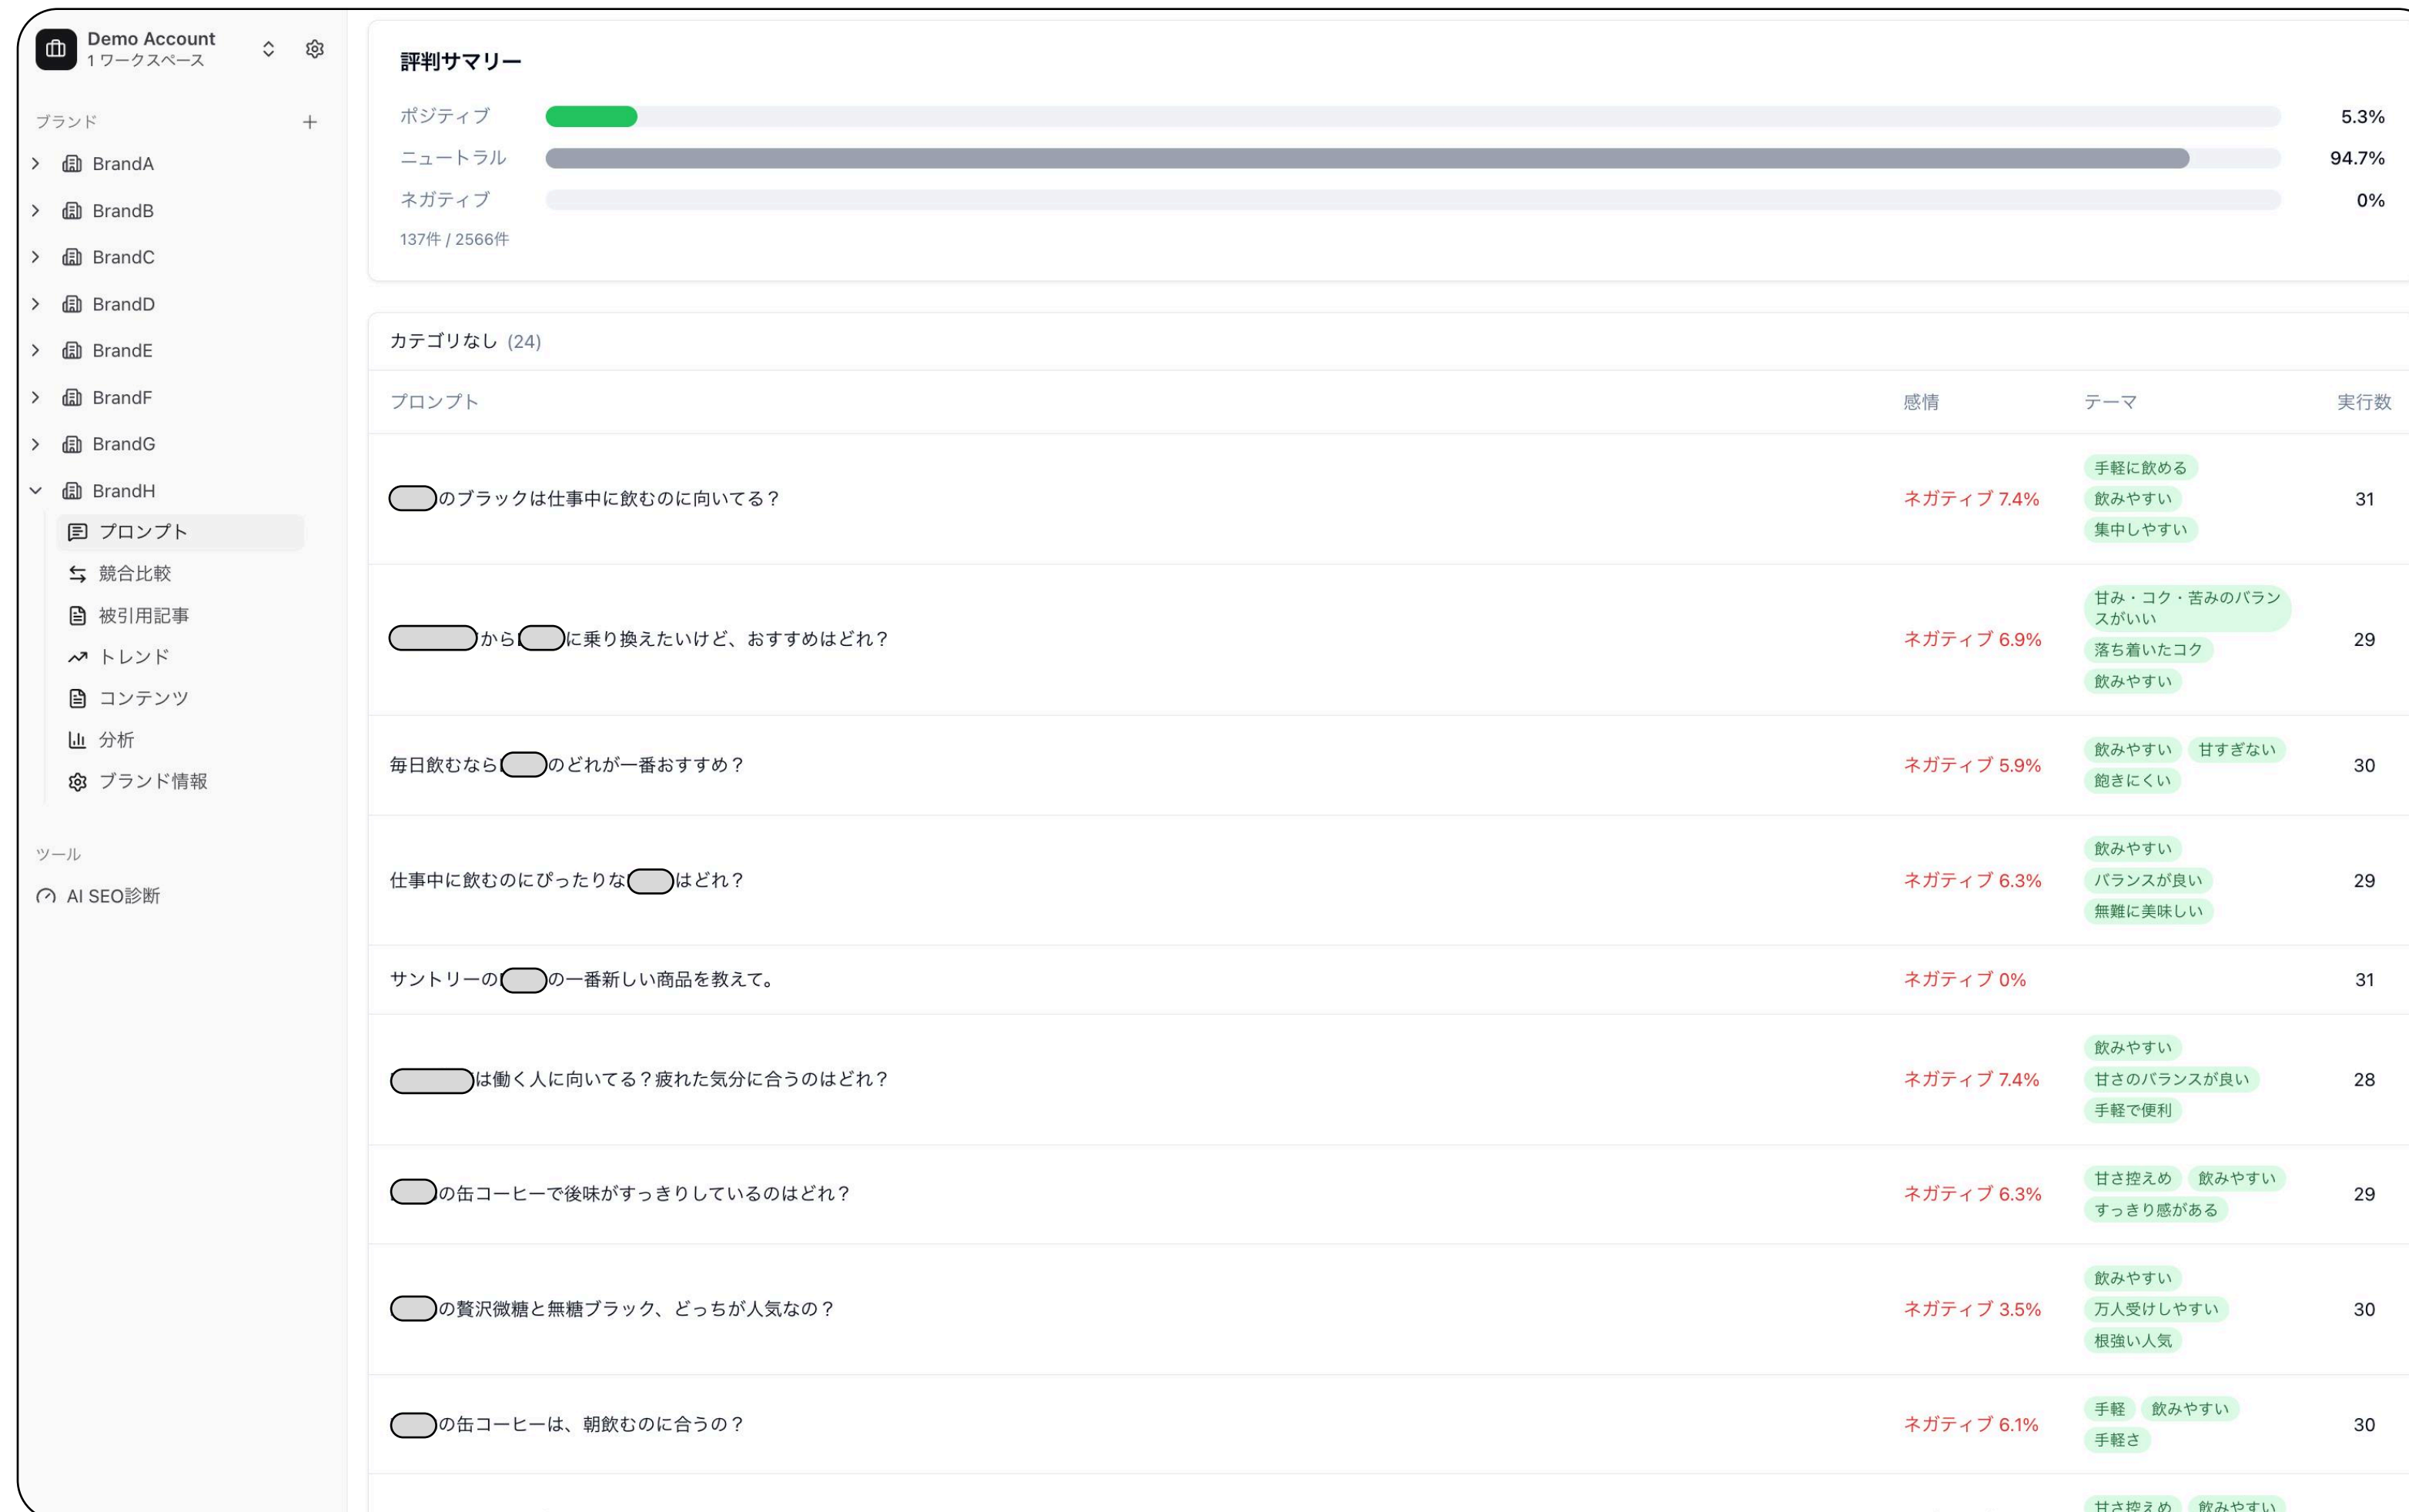 Demo Account
1 ワークスペース
ブランド
BrandA
BrandB
BrandC
BrandD
BrandE
BrandF
BrandG
BrandH
プロンプト
競合比較
被引用記事
トレンド
コンテンツ
分析
ブランド情報
ツール
AI SEO診断
評判サマリー
ポジティブ 5.3%
ニュートラル 94.7%
ネガティブ 0%
137件 / 2566件
カテゴリなし (24)
プロンプト 感情 テーマ 実行数
のブラックは仕事中に飲むのに向いてる？ ネガティブ 7.4% 31
手軽に飲める
飲みやすい
集中しやすい
から に乗り換えたいけど、おすすめはどれ？ ネガティブ 6.9% 29
甘み・コク・苦みのバラン
スがいい
落ち着いたコク
飲みやすい
毎日飲むなら のどれが一番おすすめ？ ネガティブ 5.9% 30
飲みやすい 甘すぎない
飽きにくい
仕事中に飲むのにぴったりな はどれ？ ネガティブ 6.3% 29
飲みやすい
バランスが良い
無難に美味しい
サントリーの の一番新しい商品を教えて。 ネガティブ 0% 31
は働く人に向いてる？疲れた気分に合うのはどれ？ ネガティブ 7.4% 28
飲みやすい
甘さのバランスが良い
手軽で便利
の缶コーヒーで後味がすっきりしているのはどれ？ ネガティブ 6.3% 29
甘さ控えめ 飲みやすい
すっきり感がある
の贅沢微糖と無糖ブラック、どっちが人気なの？ ネガティブ 3.5% 30
飲みやすい
万人受けしやすい
根強い人気
の缶コーヒーは、朝飲むのに合うの？ ネガティブ 6.1% 30
手軽 飲みやすい
手軽さ
甘さ控えめ 飲みやすい